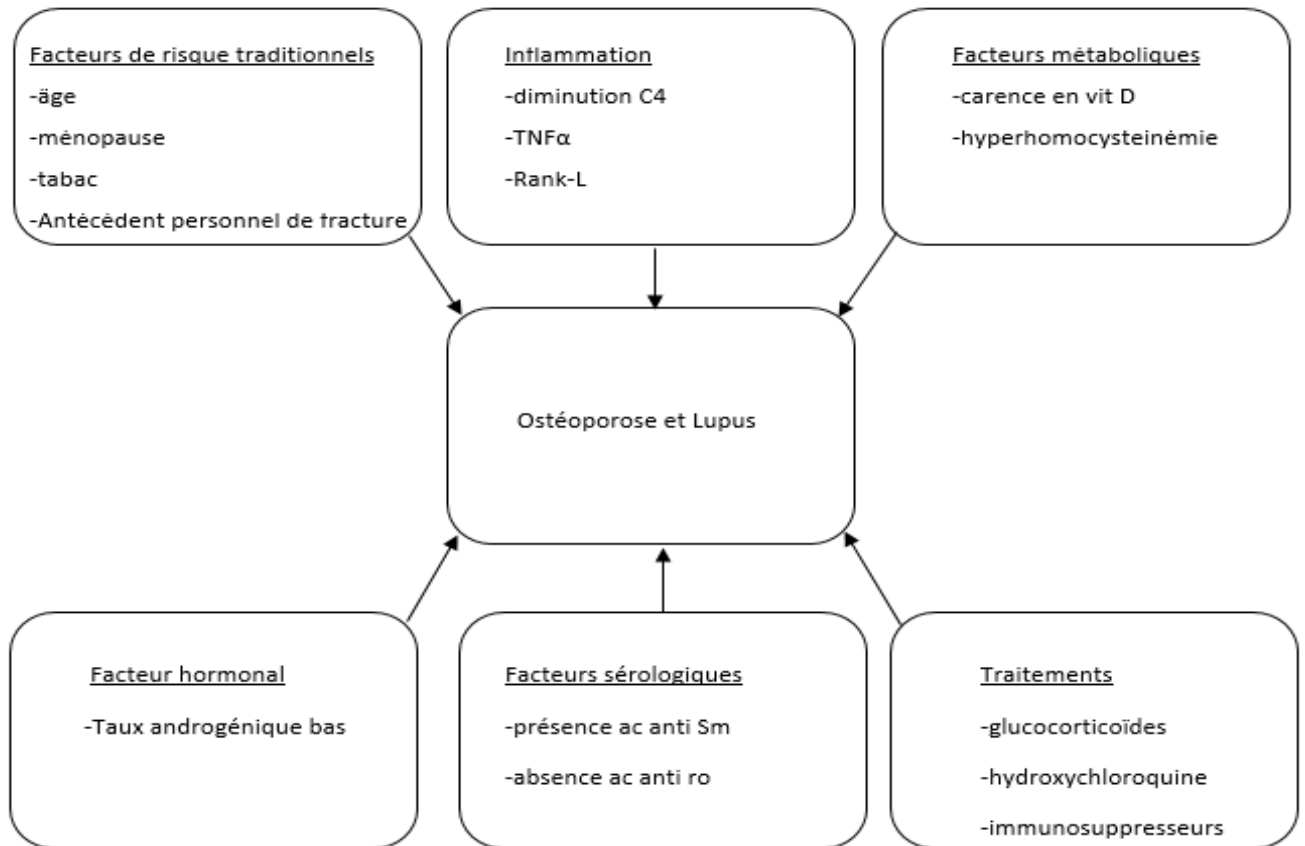 Facteurs de risque traditionnels
-äge
-ménopause
-tabac
-Antécédent personnel de fracture
Inflammation
-diminution C4
-TNFα
-Rank-L
Facteurs métaboliques
-carence en vit D
-hyperhomocysteinémie
Ostéoporose et Lupus
Facteur hormonal
-Taux androgénique bas
Facteurs sérologiques
-présence ac anti Sm
-absence ac anti ro
Traitements
-glucocorticoïdes
-hydroxychloroquine
-immunosuppresseurs